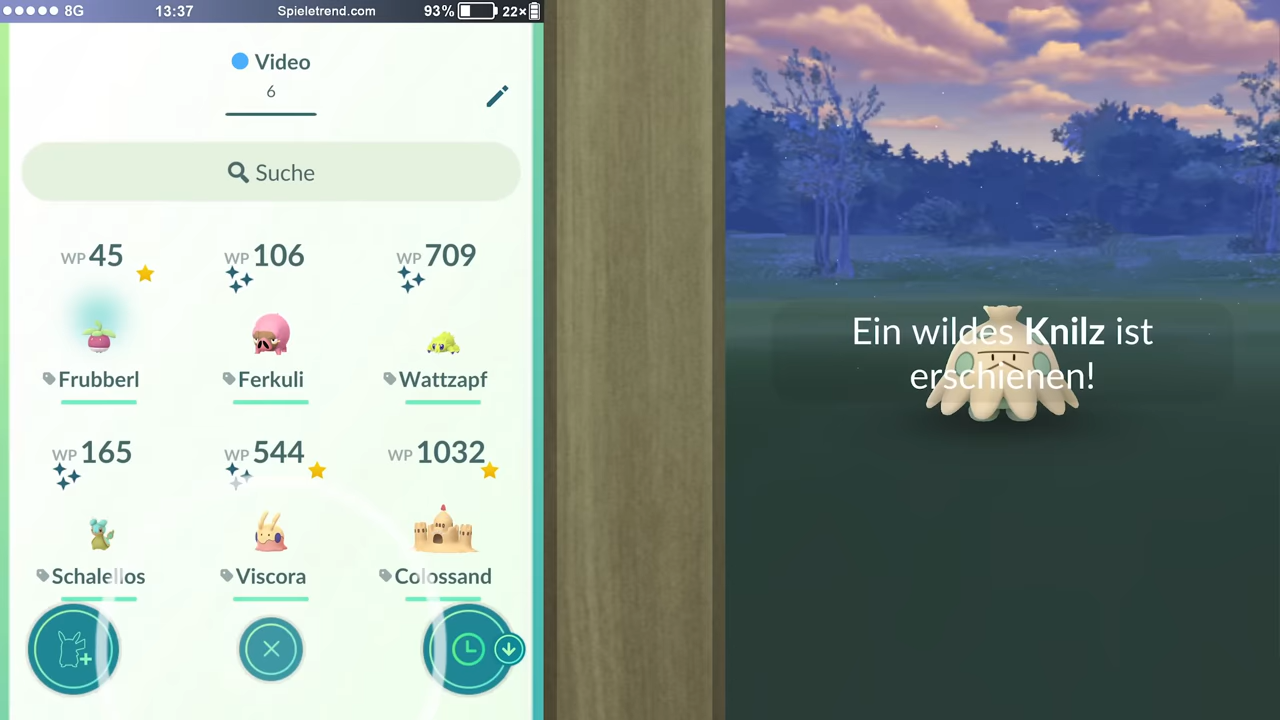 8G 13:37 Spieletrend.com 93% 22×
Video
6
Suche
WP 45 WP 106 WP 709
Frubberl Ferkuli Wattzapf
WP 165 WP 544 WP 1032
Schalellos Viscora Colossand
Ein wildes Knilz ist
erschienen!